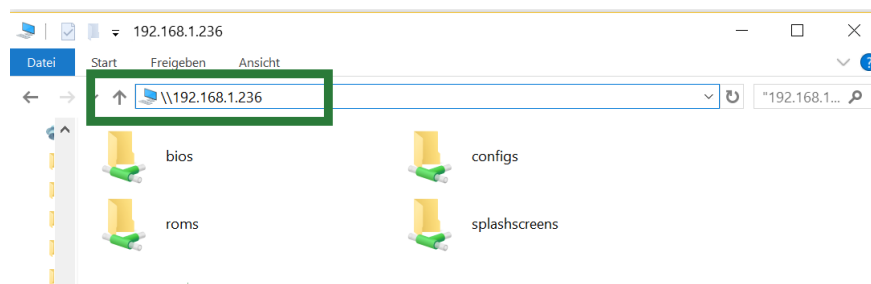 192.168.1.236
Datei Start Freigeben Ansicht ?
\\192.168.1.236 "192.168.1...
bios configs
roms splashscreens